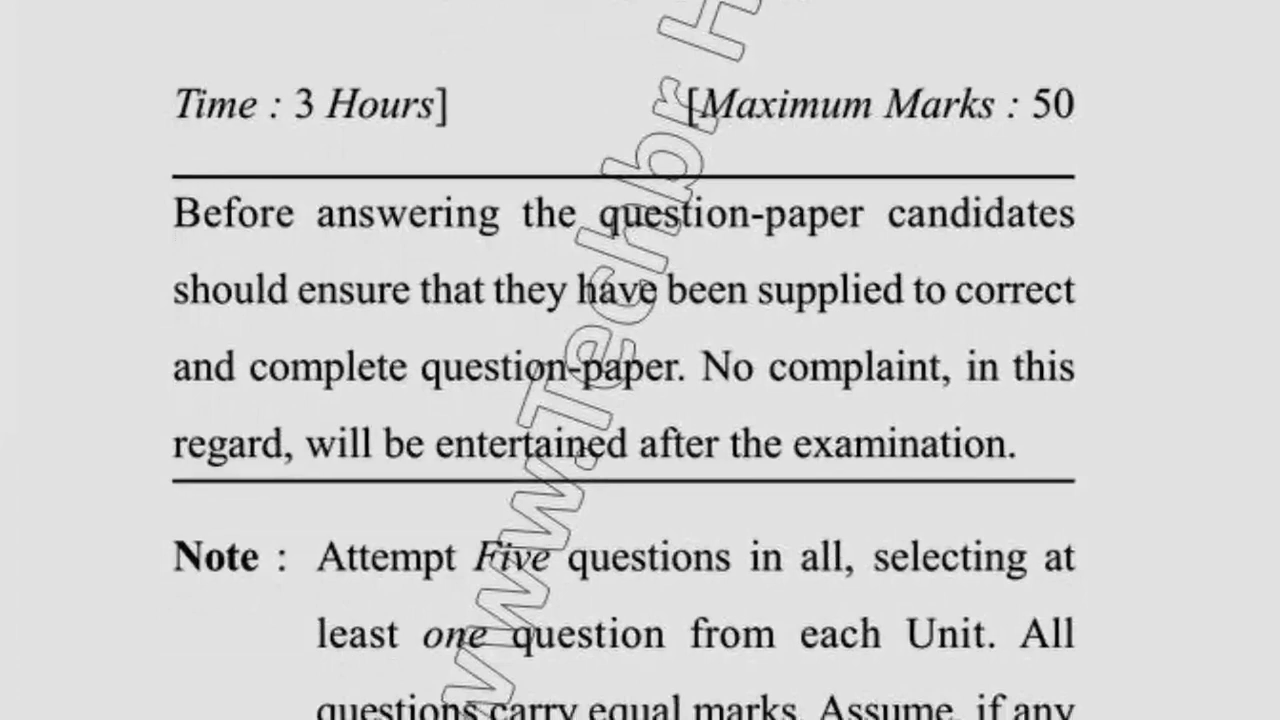 Time : 3 Hours] [Maximum Marks : 50
Before answering the question-paper candidates
should ensure that they have been supplied to correct
and complete question-paper. No complaint, in this
regard, will be entertained after the examination.
Note : Attempt Five questions in all, selecting at
least one question from each Unit. All
questions carry equal marks. Assume, if any
www.Techbr H